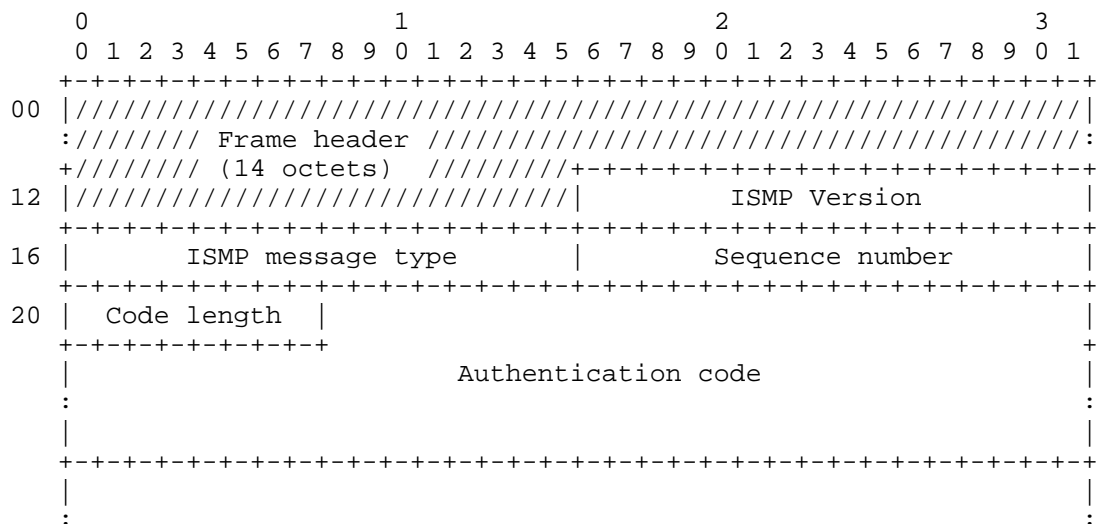 0                   1                   2                   3
    0 1 2 3 4 5 6 7 8 9 0 1 2 3 4 5 6 7 8 9 0 1 2 3 4 5 6 7 8 9 0 1
   +-+-+-+-+-+-+-+-+-+-+-+-+-+-+-+-+-+-+-+-+-+-+-+-+-+-+-+-+-+-+-+-+
00 |///////////////////////////////////////////////////////////////|
   ://////// Frame header /////////////////////////////////////////:
   +//////// (14 octets)  /////////+-+-+-+-+-+-+-+-+-+-+-+-+-+-+-+-+
12 |///////////////////////////////|         ISMP Version          |
   +-+-+-+-+-+-+-+-+-+-+-+-+-+-+-+-+-+-+-+-+-+-+-+-+-+-+-+-+-+-+-+-+
16 |       ISMP message type       |        Sequence number        |
   +-+-+-+-+-+-+-+-+-+-+-+-+-+-+-+-+-+-+-+-+-+-+-+-+-+-+-+-+-+-+-+-+
20 |  Code length  |                                               |
   +-+-+-+-+-+-+-+-+                                               +
   |                        Authentication code                    |
   :                                                               :
   |                                                               |
   +-+-+-+-+-+-+-+-+-+-+-+-+-+-+-+-+-+-+-+-+-+-+-+-+-+-+-+-+-+-+-+-+
   |                                                               |
   :                                                               :